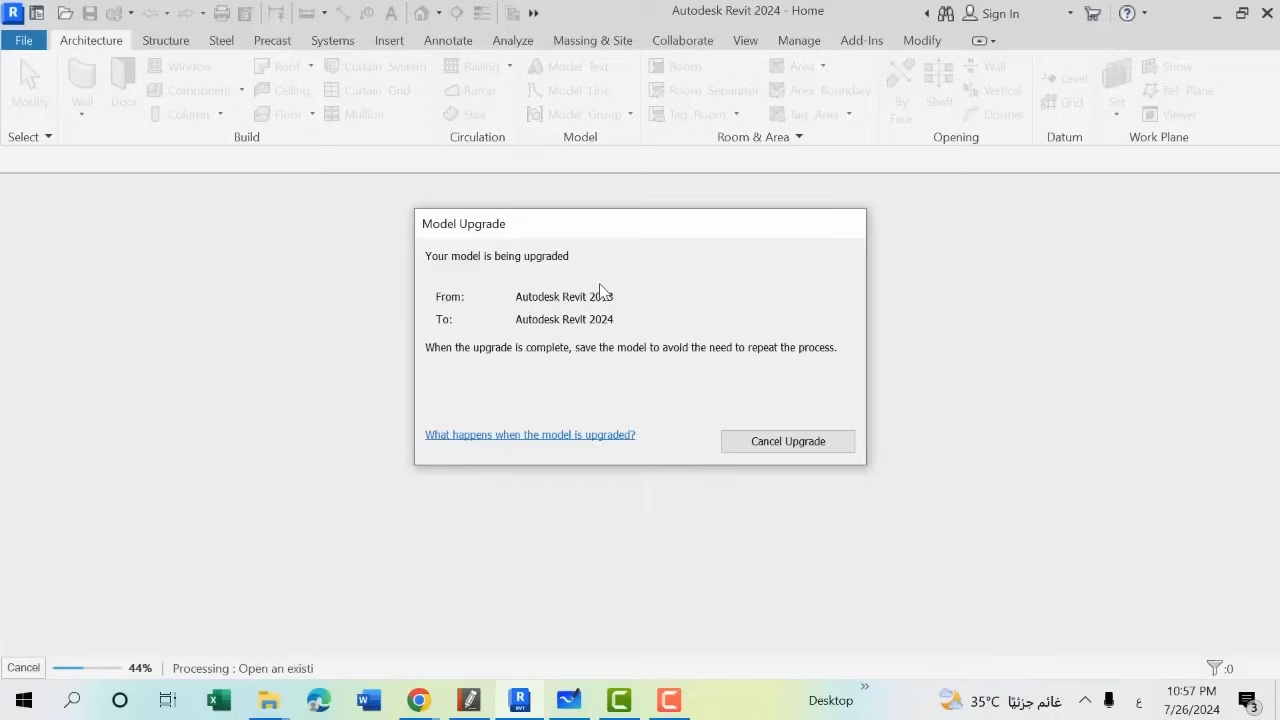 Autodesk Revit 2024 - Home
Sign In
File Architecture Structure Steel Precast Systems Insert Annotate Analyze Massing & Site Collaborate View Manage Add-Ins Modify
Window Roof Curtain System Railing Model Text Room Area Wall Level Show
Component Ceiling Curtain Grid Ramp Model Line Room Separator Area Boundary Vertical Grid Ref Plane
Column Floor Mullion Stair Model Group Tag Room Tag Area Dormer Viewer
Modify Wall Door By Face Shaft Set
Select Build Circulation Model Room & Area Opening Datum Work Plane
Model Upgrade
Your model is being upgraded
From: Autodesk Revit
To: Autodesk Revit 2024
When the upgrade is complete, save the model to avoid the need to repeat the process.
What happens when the model is upgraded?
Cancel Upgrade
Cancel 44% Processing : Open an existi :0
Desktop 35°C غائم جزئيًا ع 10:57 PM
7/26/2024 3